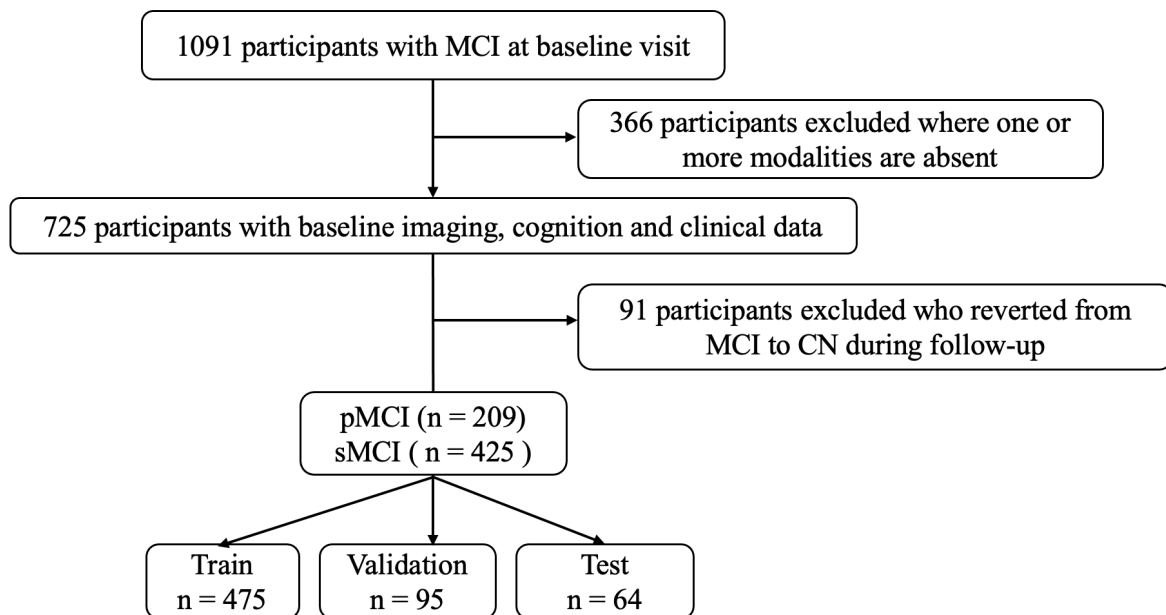 1091 participants with MCI at baseline visit
366 participants excluded where one or
more modalities are absent
725 participants with baseline imaging, cognition and clinical data
91 participants excluded who reverted from
MCI to CN during follow-up
pMCI (n = 209)
sMCI ( n = 425 )
Train
n = 475
Validation
n = 95
Test
n = 64